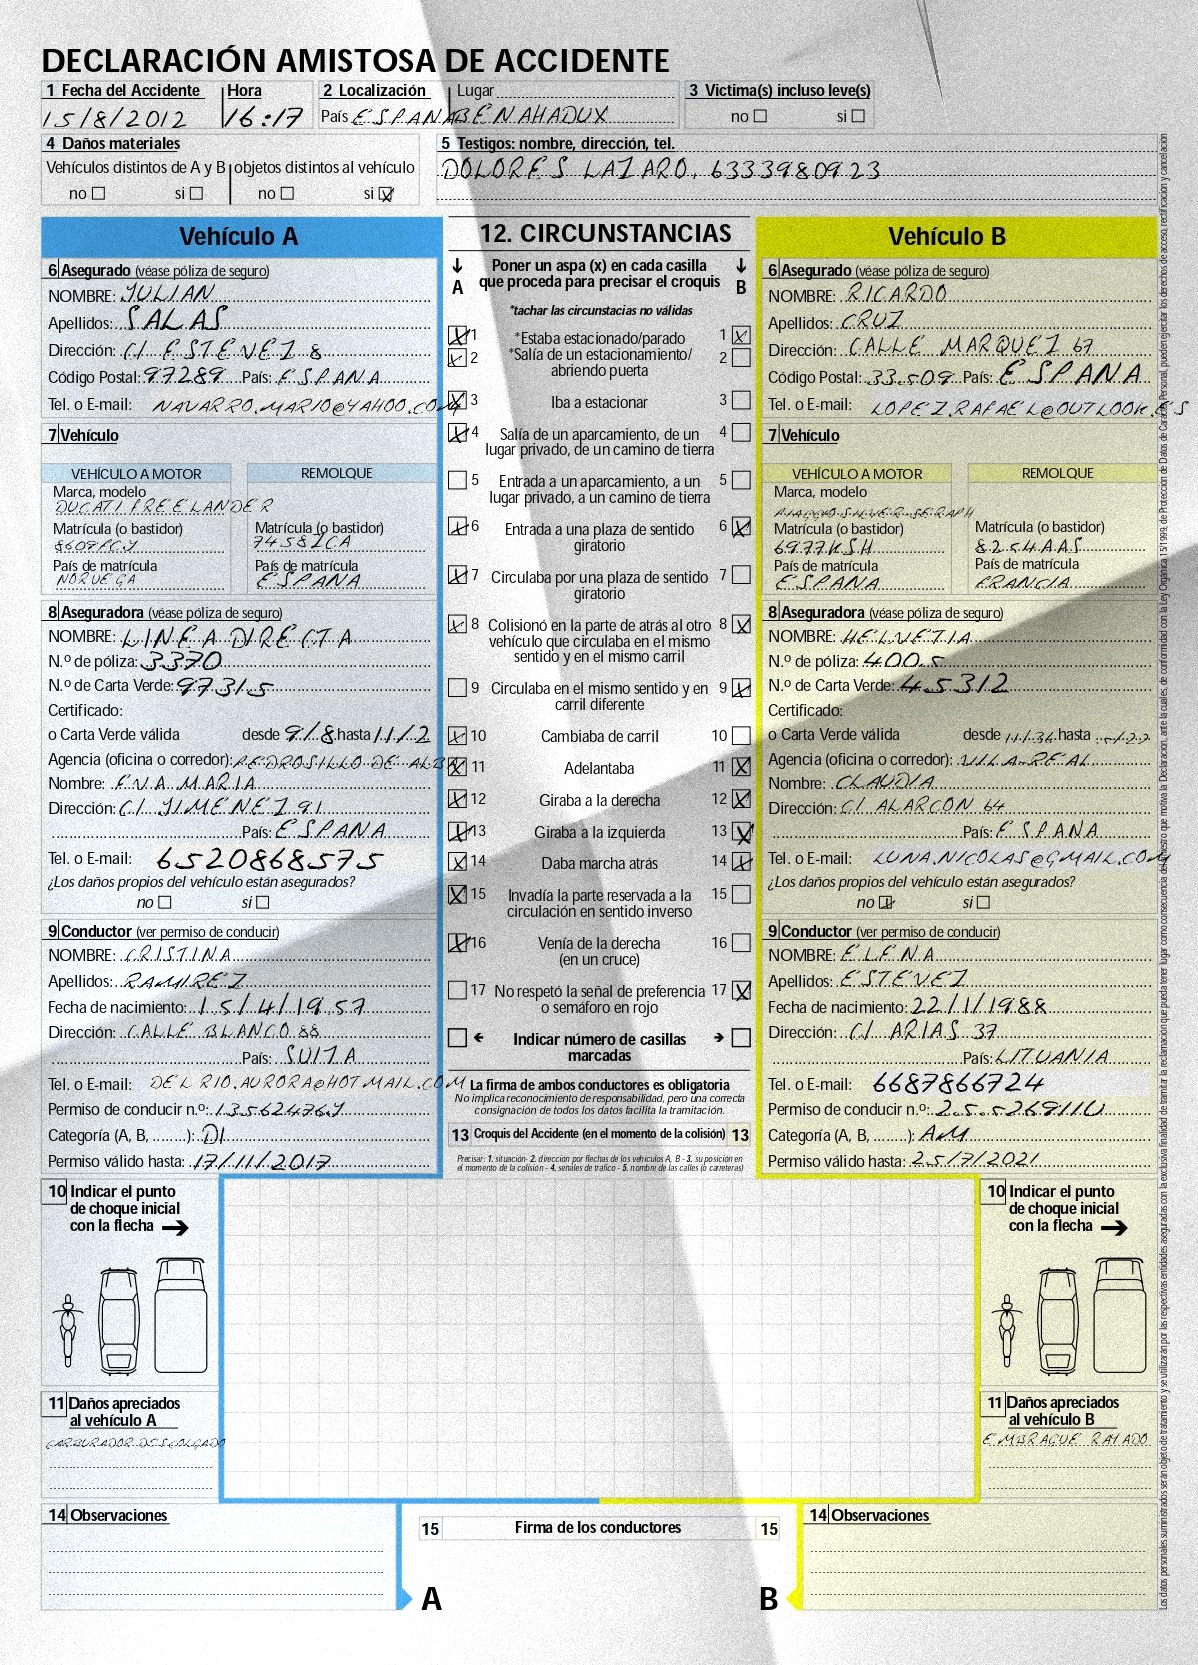 DECLARACIÓN AMISTOSA DE ACCIDENTE
1 Fecha del Accidente Hora 2 Localización Lugar 3 Victima(s) incluso leve(s)
15/8/2012 16:17 País ESPANA BENAHADUX no si
4 Daños materiales 5 Testigos: nombre, dirección, tel.
Vehículos distintos de A y B objetos distintos al vehículo DOLORES LAZARO, 6333980923
no si no si X
Vehículo A 12. CIRCUNSTANCIAS Vehículo B
6 Asegurado (véase póliza de seguro)
NOMBRE: JULIAN
Apellidos: SALAS
Dirección: C/ ESTEVEZ 8
Código Postal: 97289 País: ESPANA
Tel. o E-mail: NAVARRO.MARIO@YAHOO.COM
7 Vehículo
VEHÍCULO A MOTOR REMOLQUE
Marca, modelo
DUCATI FREELANDER
Matrícula (o bastidor) Matrícula (o bastidor)
8609FCY 7458ICA
País de matrícula País de matrícula
NORUEGA ESPANA
8 Aseguradora (véase póliza de seguro)
NOMBRE: LINEA DIRECTA
N.º de póliza: 3370
N.º de Carta Verde: 97315
Certificado:
o Carta Verde válida desde 9/8 hasta 11/2
Agencia (oficina o corredor): PEDROSILLO DE ALBA
Nombre: EVA MARIA
Dirección: C/ JIMENEZ 91
País: ESPANA
Tel. o E-mail: 6520868575
¿Los daños propios del vehículo están asegurados?
no si
9 Conductor (ver permiso de conducir)
NOMBRE: CRISTINA
Apellidos: RAMIREZ
Fecha de nacimiento: 15/4/1957
Dirección: CALLE BLANCO 88
País: SUIZA
Tel. o E-mail: DELRIO.AURORA@HOTMAIL.COM
Permiso de conducir n.º: 13562476J
Categoría (A, B, ........): D1
Permiso válido hasta: 17/11/2017
A Poner un aspa (x) en cada casilla B
que proceda para precisar el croquis
*tachar las circunstacias no válidas
X 1 *Estaba estacionado/parado 1 X
X 2 *Salía de un estacionamiento/ 2
abriendo puerta
X 3 Iba a estacionar 3
X 4 Salía de un aparcamiento, de un 4
lugar privado, de un camino de tierra
5 Entrada a un aparcamiento, a un 5
lugar privado, a un camino de tierra
X 6 Entrada a una plaza de sentido 6 X
giratorio
X 7 Circulaba por una plaza de sentido 7
giratorio
X 8 Colisionó en la parte de atrás al otro 8 X
vehículo que circulaba en el mismo
sentido y en el mismo carril
9 Circulaba en el mismo sentido y en 9 X
carril diferente
X 10 Cambiaba de carril 10
X 11 Adelantaba 11 X
X 12 Giraba a la derecha 12 X
X 13 Giraba a la izquierda 13 X
X 14 Daba marcha atrás 14 X
X 15 Invadía la parte reservada a la 15
circulación en sentido inverso
X 16 Venía de la derecha 16
(en un cruce)
17 No respetó la señal de preferencia 17 X
o semáforo en rojo
Indicar número de casillas
marcadas
La firma de ambos conductores es obligatoria
No implica reconocimiento de responsabilidad, pero una correcta
consignación de todos los datos facilita la tramitación.
13 Croquis del Accidente (en el momento de la colisión) 13
Precisar: 1. situación- 2. dirección por flechas de los vehículos A, B - 3. su posición en
el momento de la colisión - 4, señales de tráfico - 5. nombre de las calles (o carreteras)
6 Asegurado (véase póliza de seguro)
NOMBRE: RICARDO
Apellidos: CRUZ
Dirección: CALLE MARQUEZ 67
Código Postal: 33509 País: ESPANA
Tel. o E-mail: LOPEZ.RAFAEL@OUTLOOK.ES
7 Vehículo
VEHÍCULO A MOTOR REMOLQUE
Marca, modelo
PIAGGIO SILVER SERAPH
Matrícula (o bastidor) Matrícula (o bastidor)
6977KSH 8254AAS
País de matrícula País de matrícula
ESPANA FRANCIA
8 Aseguradora (véase póliza de seguro)
NOMBRE: HELVETIA
N.º de póliza: 4005
N.º de Carta Verde: 45312
Certificado:
o Carta Verde válida desde hasta
Agencia (oficina o corredor): VILA-REAL
Nombre: CLAUDIA
Dirección: C/ ALARCON 64
País: ESPANA
Tel. o E-mail: LUNA.NICOLAS@GMAIL.COM
¿Los daños propios del vehículo están asegurados?
no X si
9 Conductor (ver permiso de conducir)
NOMBRE: ELENA
Apellidos: ESTEVEZ
Fecha de nacimiento: 22/1/1988
Dirección: C/ ARIAS 37
País: LITUANIA
Tel. o E-mail: 6687866724
Permiso de conducir n.º: 25526911U
Categoría (A, B, ........): AM
Permiso válido hasta: 25/7/2021
10 Indicar el punto
de choque inicial
con la flecha
11 Daños apreciados
al vehículo A
CARBURADOR DESCOLGADO
10 Indicar el punto
de choque inicial
con la flecha
11 Daños apreciados
al vehículo B
EMBRAGUE RAYADO
14 Observaciones 15 Firma de los conductores 15 14 Observaciones
A B
Los datos personales suministrados serán objeto de tratamiento y se utilizarán por las respectivas entidades aseguradas con la exclusiva finalidad de tramitar la reclamación que pueda tener lugar como consecuencia del siniestro que motiva la Declaración, ante la cuales, de conformidad con la Ley Orgánica 15/1999, de Protección de Datos de Carácter Personal, pueden ejercitar los derechos de acceso, rectificación y cancelación